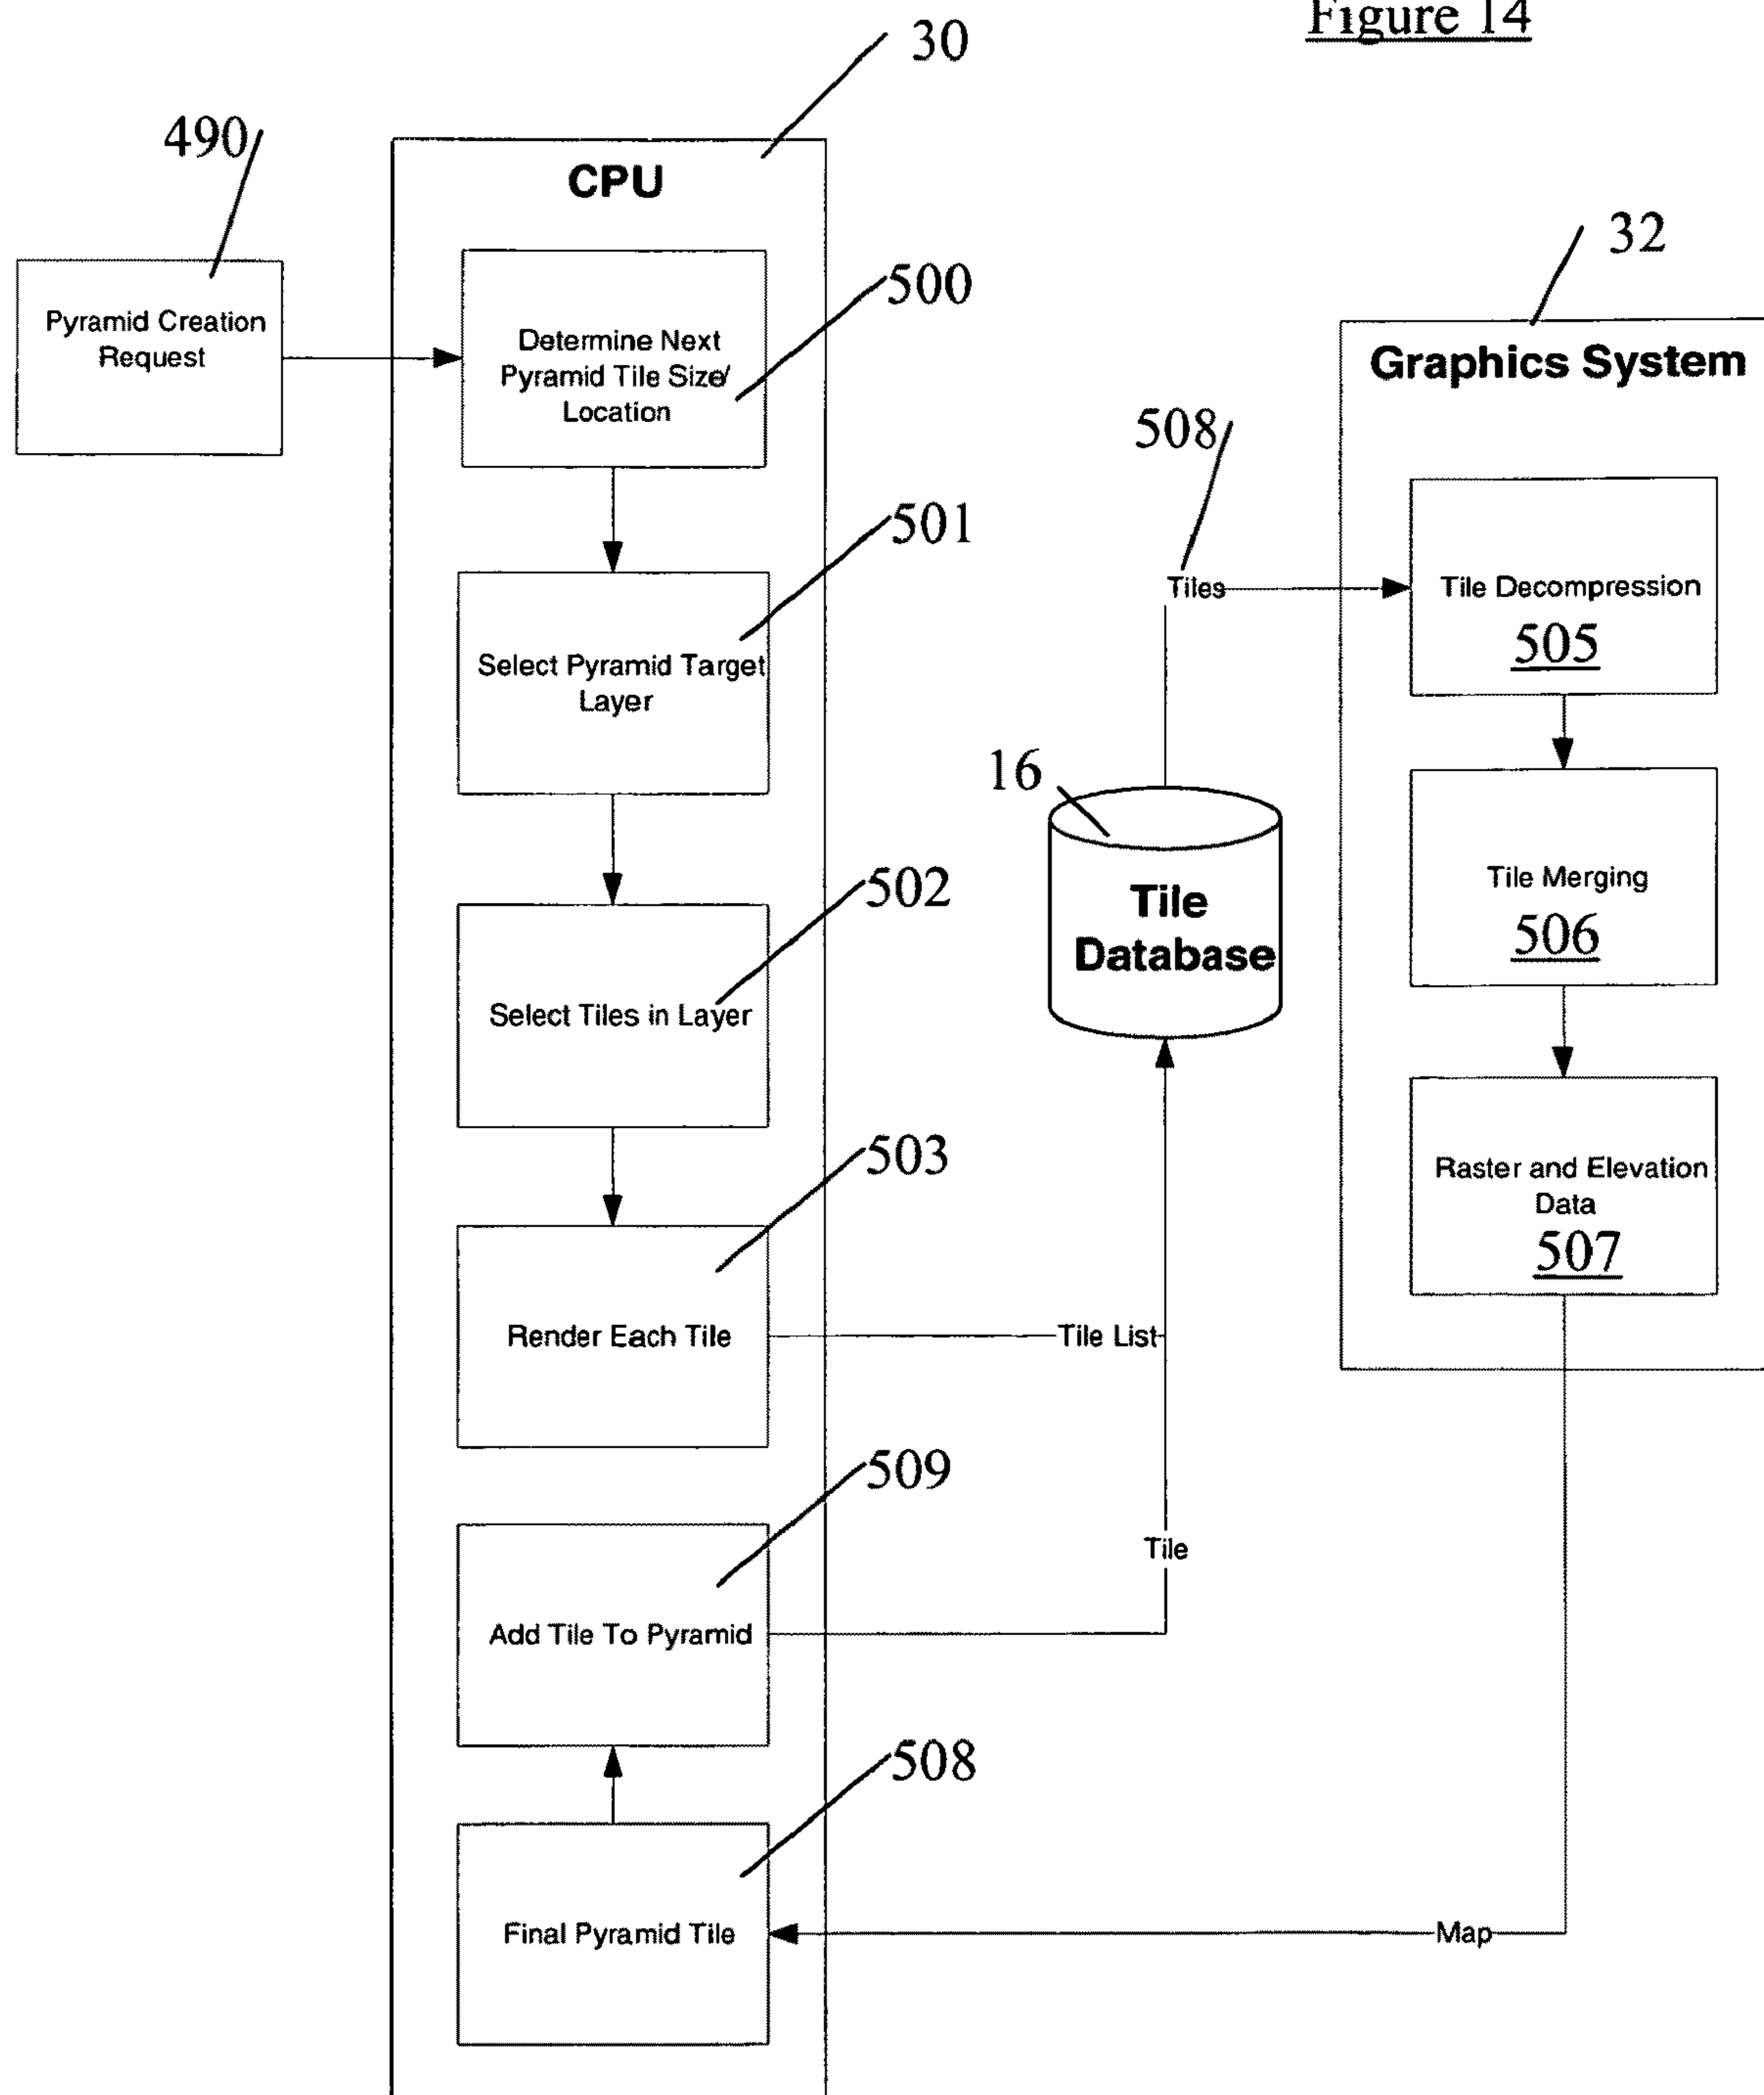 Figure 14
30
490
CPU
32
Pyramid Creation
Request
500
Determine Next
Pyramid Tile Size/
Location
Graphics System
508
501
Tiles
Tile Decompression
505
Select Pyramid Target
Layer
16
502
Tile
Database
Tile Merging
506
Select Tiles in Layer
503
Raster and Elevation
Data
507
Render Each Tile
Tile List
509
Tile
Add Tile To Pyramid
508
Final Pyramid Tile
Map